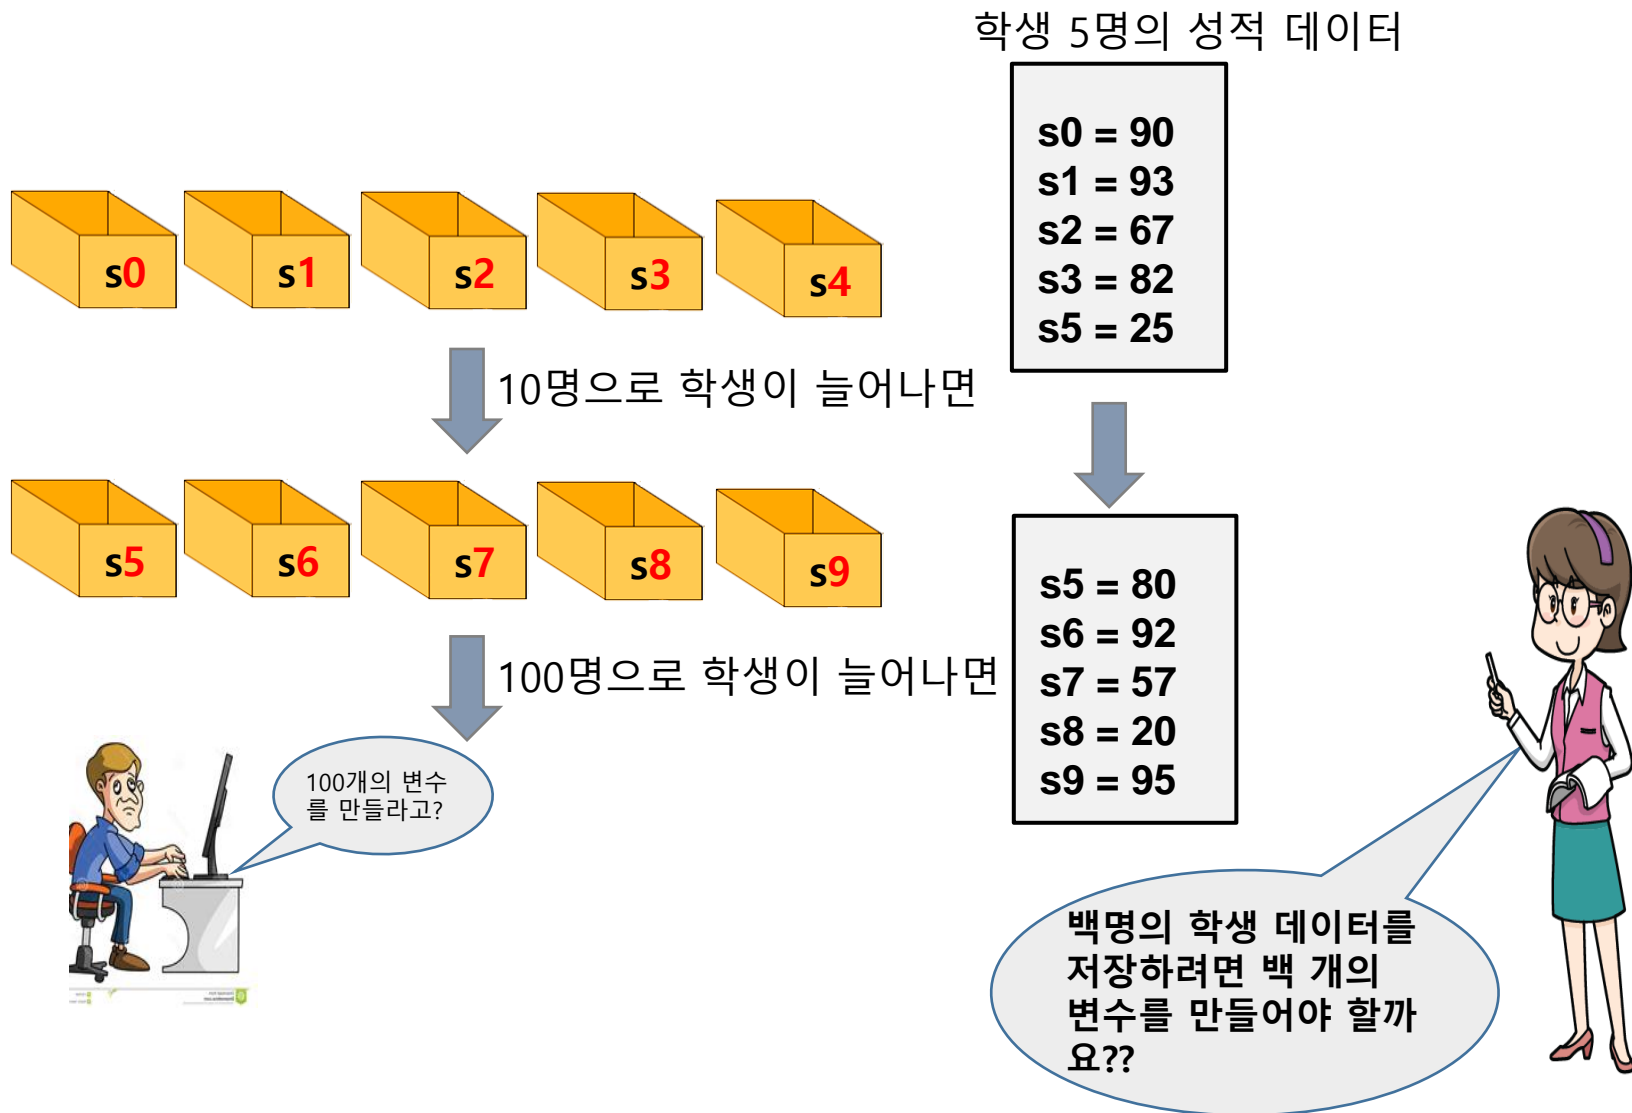 학생 5명의 성적 데이터
s0 = 90
s1 = 93
s2 = 67
s3 = 82
s5 = 25
s0
s1
s2
s3
s4
10명으로 학생이 늘어나면
s5
s6
s7
s8
s9
s5 = 80
s6 = 92
s7 = 57
s8 = 20
s9 = 95
100명으로 학생이 늘어나면
100개의 변수
를 만들라고?
백명의 학생 데이터를
저장하려면 백 개의
변수를 만들어야 할까
요??